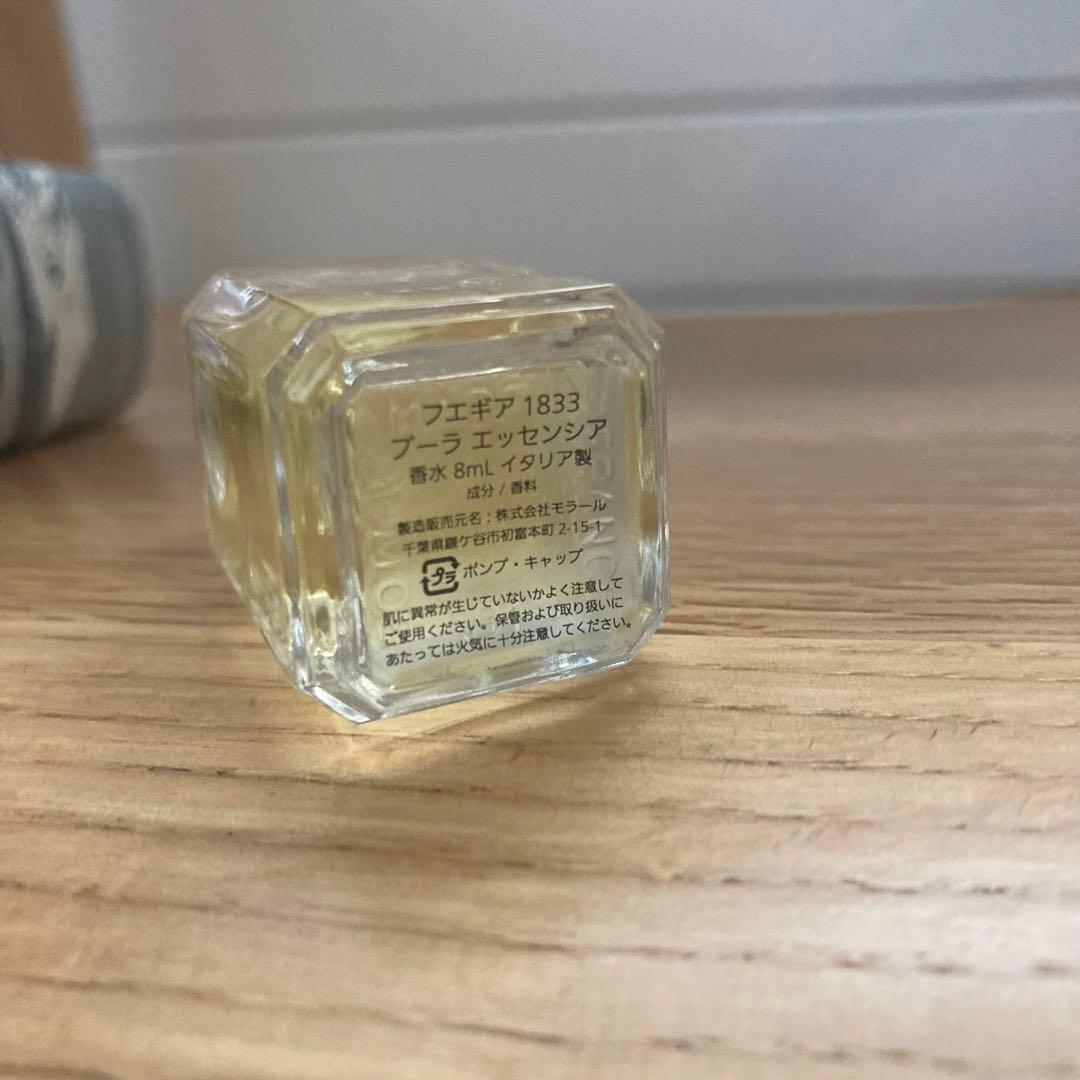 フエギア 1833
プーラ エッセンシア
香水 8mL イタリア製
成分 / 香料
製造販売元名：株式会社モラール
千葉県鎌ケ谷市初富本町 2-15-1
プラ ポンプ・キャップ
肌に異常が生じていないかよく注意して
ご使用ください。保管および取り扱いに
あたっては火気に十分注意してください。